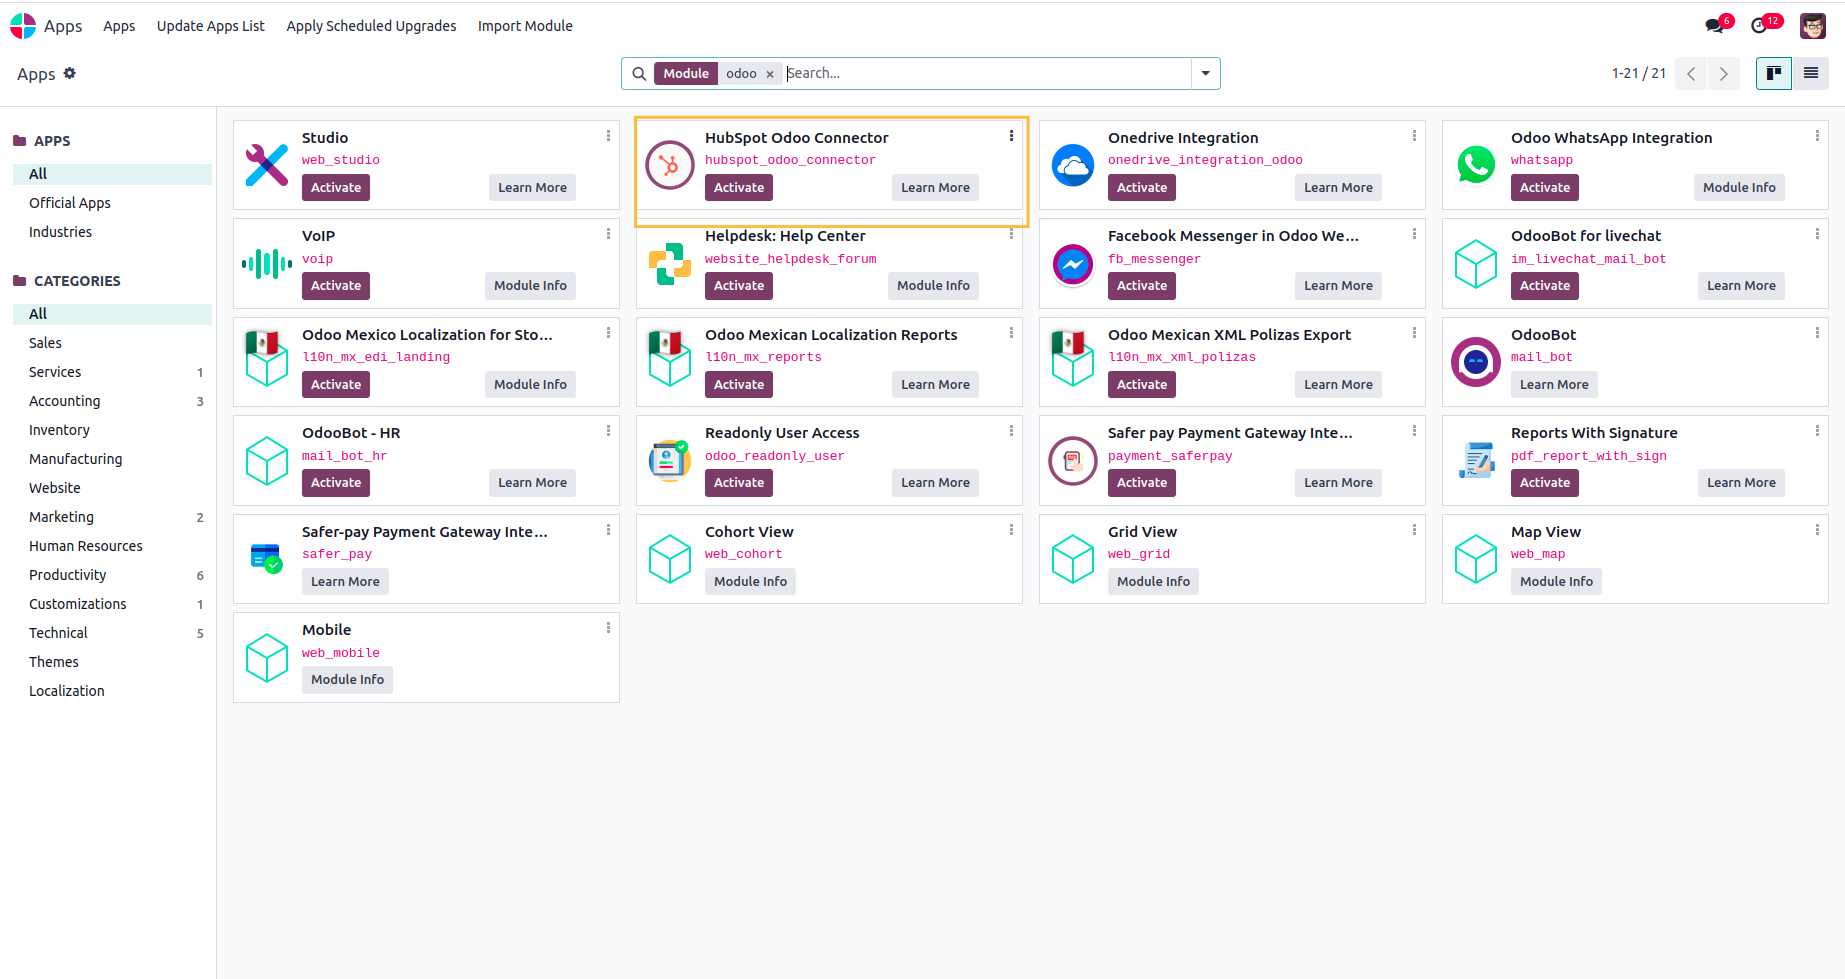 Apps Apps Update Apps List Apply Scheduled Upgrades Import Module 6 12
Apps Module odoo × Search... 1-21 / 21
APPS
All
Official Apps
Industries
CATEGORIES
All
Sales
Services 1
Accounting 3
Inventory
Manufacturing
Website
Marketing 2
Human Resources
Productivity 6
Customizations 1
Technical 5
Themes
Localization
Studio
web_studio
Activate Learn More
HubSpot Odoo Connector
hubspot_odoo_connector
Activate Learn More
Onedrive Integration
onedrive_integration_odoo
Activate Learn More
Odoo WhatsApp Integration
whatsapp
Activate Module Info
VoIP
voip
Activate Module Info
Helpdesk: Help Center
website_helpdesk_forum
Activate Module Info
Facebook Messenger in Odoo We...
fb_messenger
Activate Learn More
OdooBot for livechat
im_livechat_mail_bot
Activate Learn More
Odoo Mexico Localization for Sto...
l10n_mx_edi_landing
Activate Module Info
Odoo Mexican Localization Reports
l10n_mx_reports
Activate Learn More
Odoo Mexican XML Polizas Export
l10n_mx_xml_polizas
Activate Learn More
OdooBot
mail_bot
Learn More
OdooBot - HR
mail_bot_hr
Activate Learn More
Readonly User Access
odoo_readonly_user
Activate Learn More
Safer pay Payment Gateway Inte...
payment_saferpay
Activate Learn More
Reports With Signature
pdf_report_with_sign
Activate Learn More
Safer-pay Payment Gateway Inte...
safer_pay
Learn More
Cohort View
web_cohort
Module Info
Grid View
web_grid
Module Info
Map View
web_map
Module Info
Mobile
web_mobile
Module Info